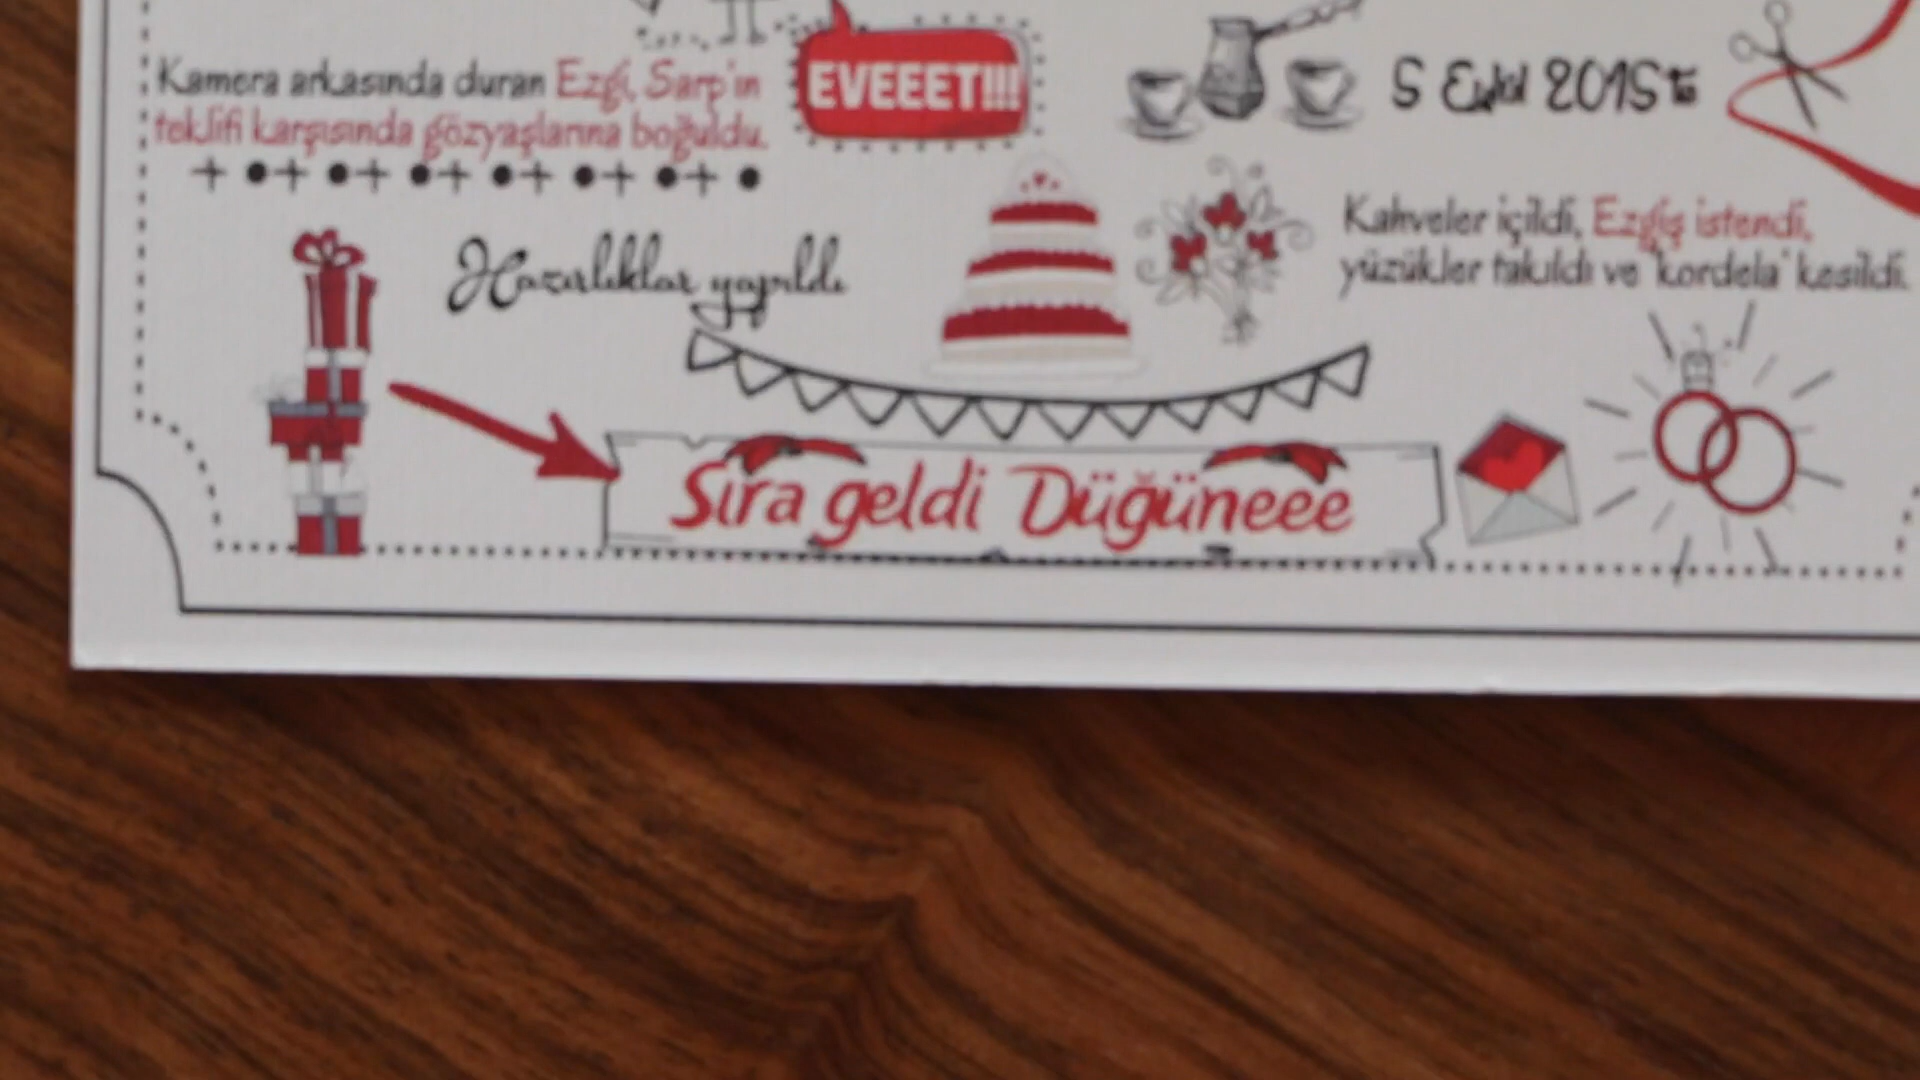 Kamera arkasında duran Ezgi, Sarp'ın
teklifi karşısında gözyaşlarına boğuldu.
EVEEET!!!
5 Eylül 2015'te
Kahveler içildi, Ezgiş istendi,
yüzükler takıldı ve 'kordela' kesildi.
Hazırlıklar yapıldı
Sıra geldi Düğüneee